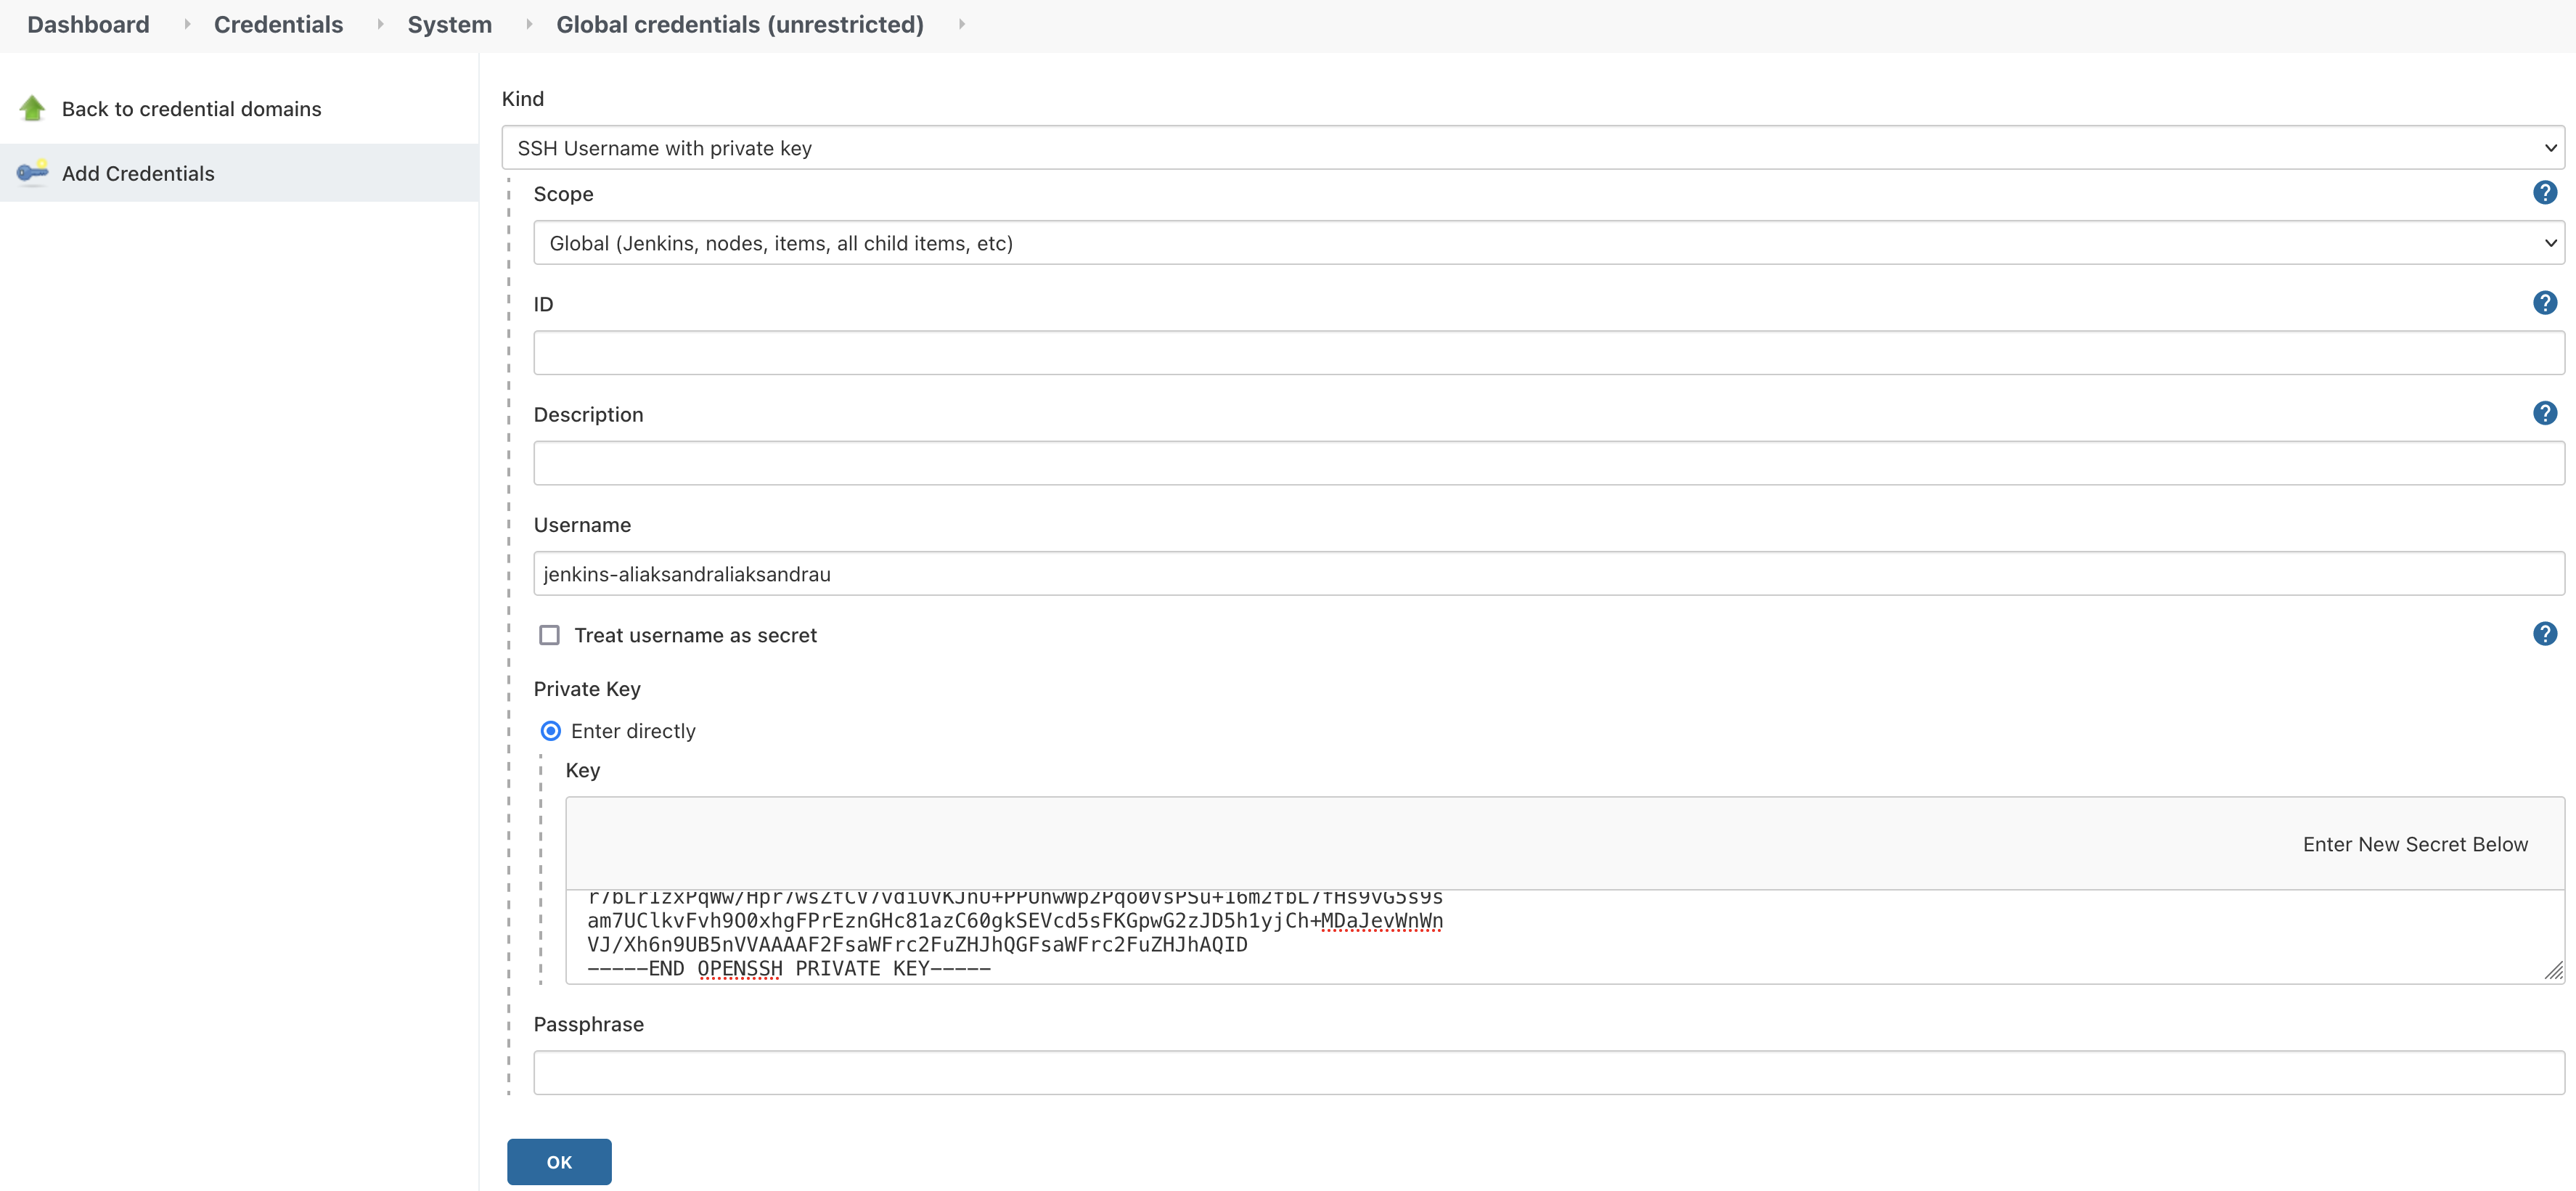 Dashboard Credentials System Global credentials (unrestricted)
Back to credential domains
Add Credentials
Kind
SSH Username with private key
Scope
Global (Jenkins, nodes, items, all child items, etc)
ID
Description
Username
jenkins-aliaksandraliaksandrau
Treat username as secret
Private Key
Enter directly
Key
Enter New Secret Below
am7UClkvFvh9O0xhgFPrEznGHc81azC60gkSEVcd5sFKGpwG2zJD5h1yjCh+MDaJevWnWn
VJ/Xh6n9UB5nVVAAAAF2FsaWFrc2FuZHJhQGFsaWFrc2FuZHJhAQID
-----END OPENSSH PRIVATE KEY-----
Passphrase
OK